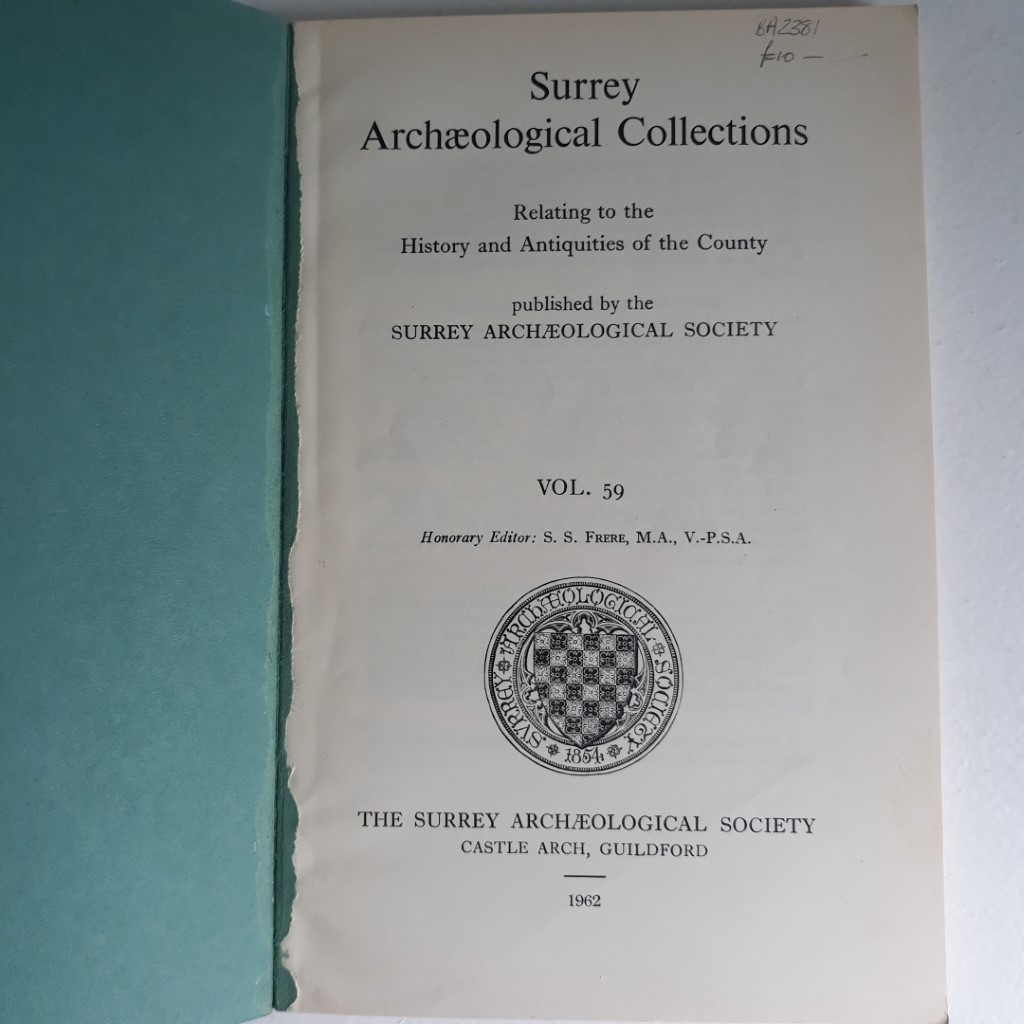 BA2381
£10 —
Surrey
Archæological Collections
Relating to the
History and Antiquities of the County
published by the
SURREY ARCHÆOLOGICAL SOCIETY
VOL. 59
Honorary Editor: S. S. FRERE, M.A., V.-P.S.A.
SVRREY ARCHÆOLOGICAL SOCIETY
1854
THE SURREY ARCHÆOLOGICAL SOCIETY
CASTLE ARCH, GUILDFORD
1962